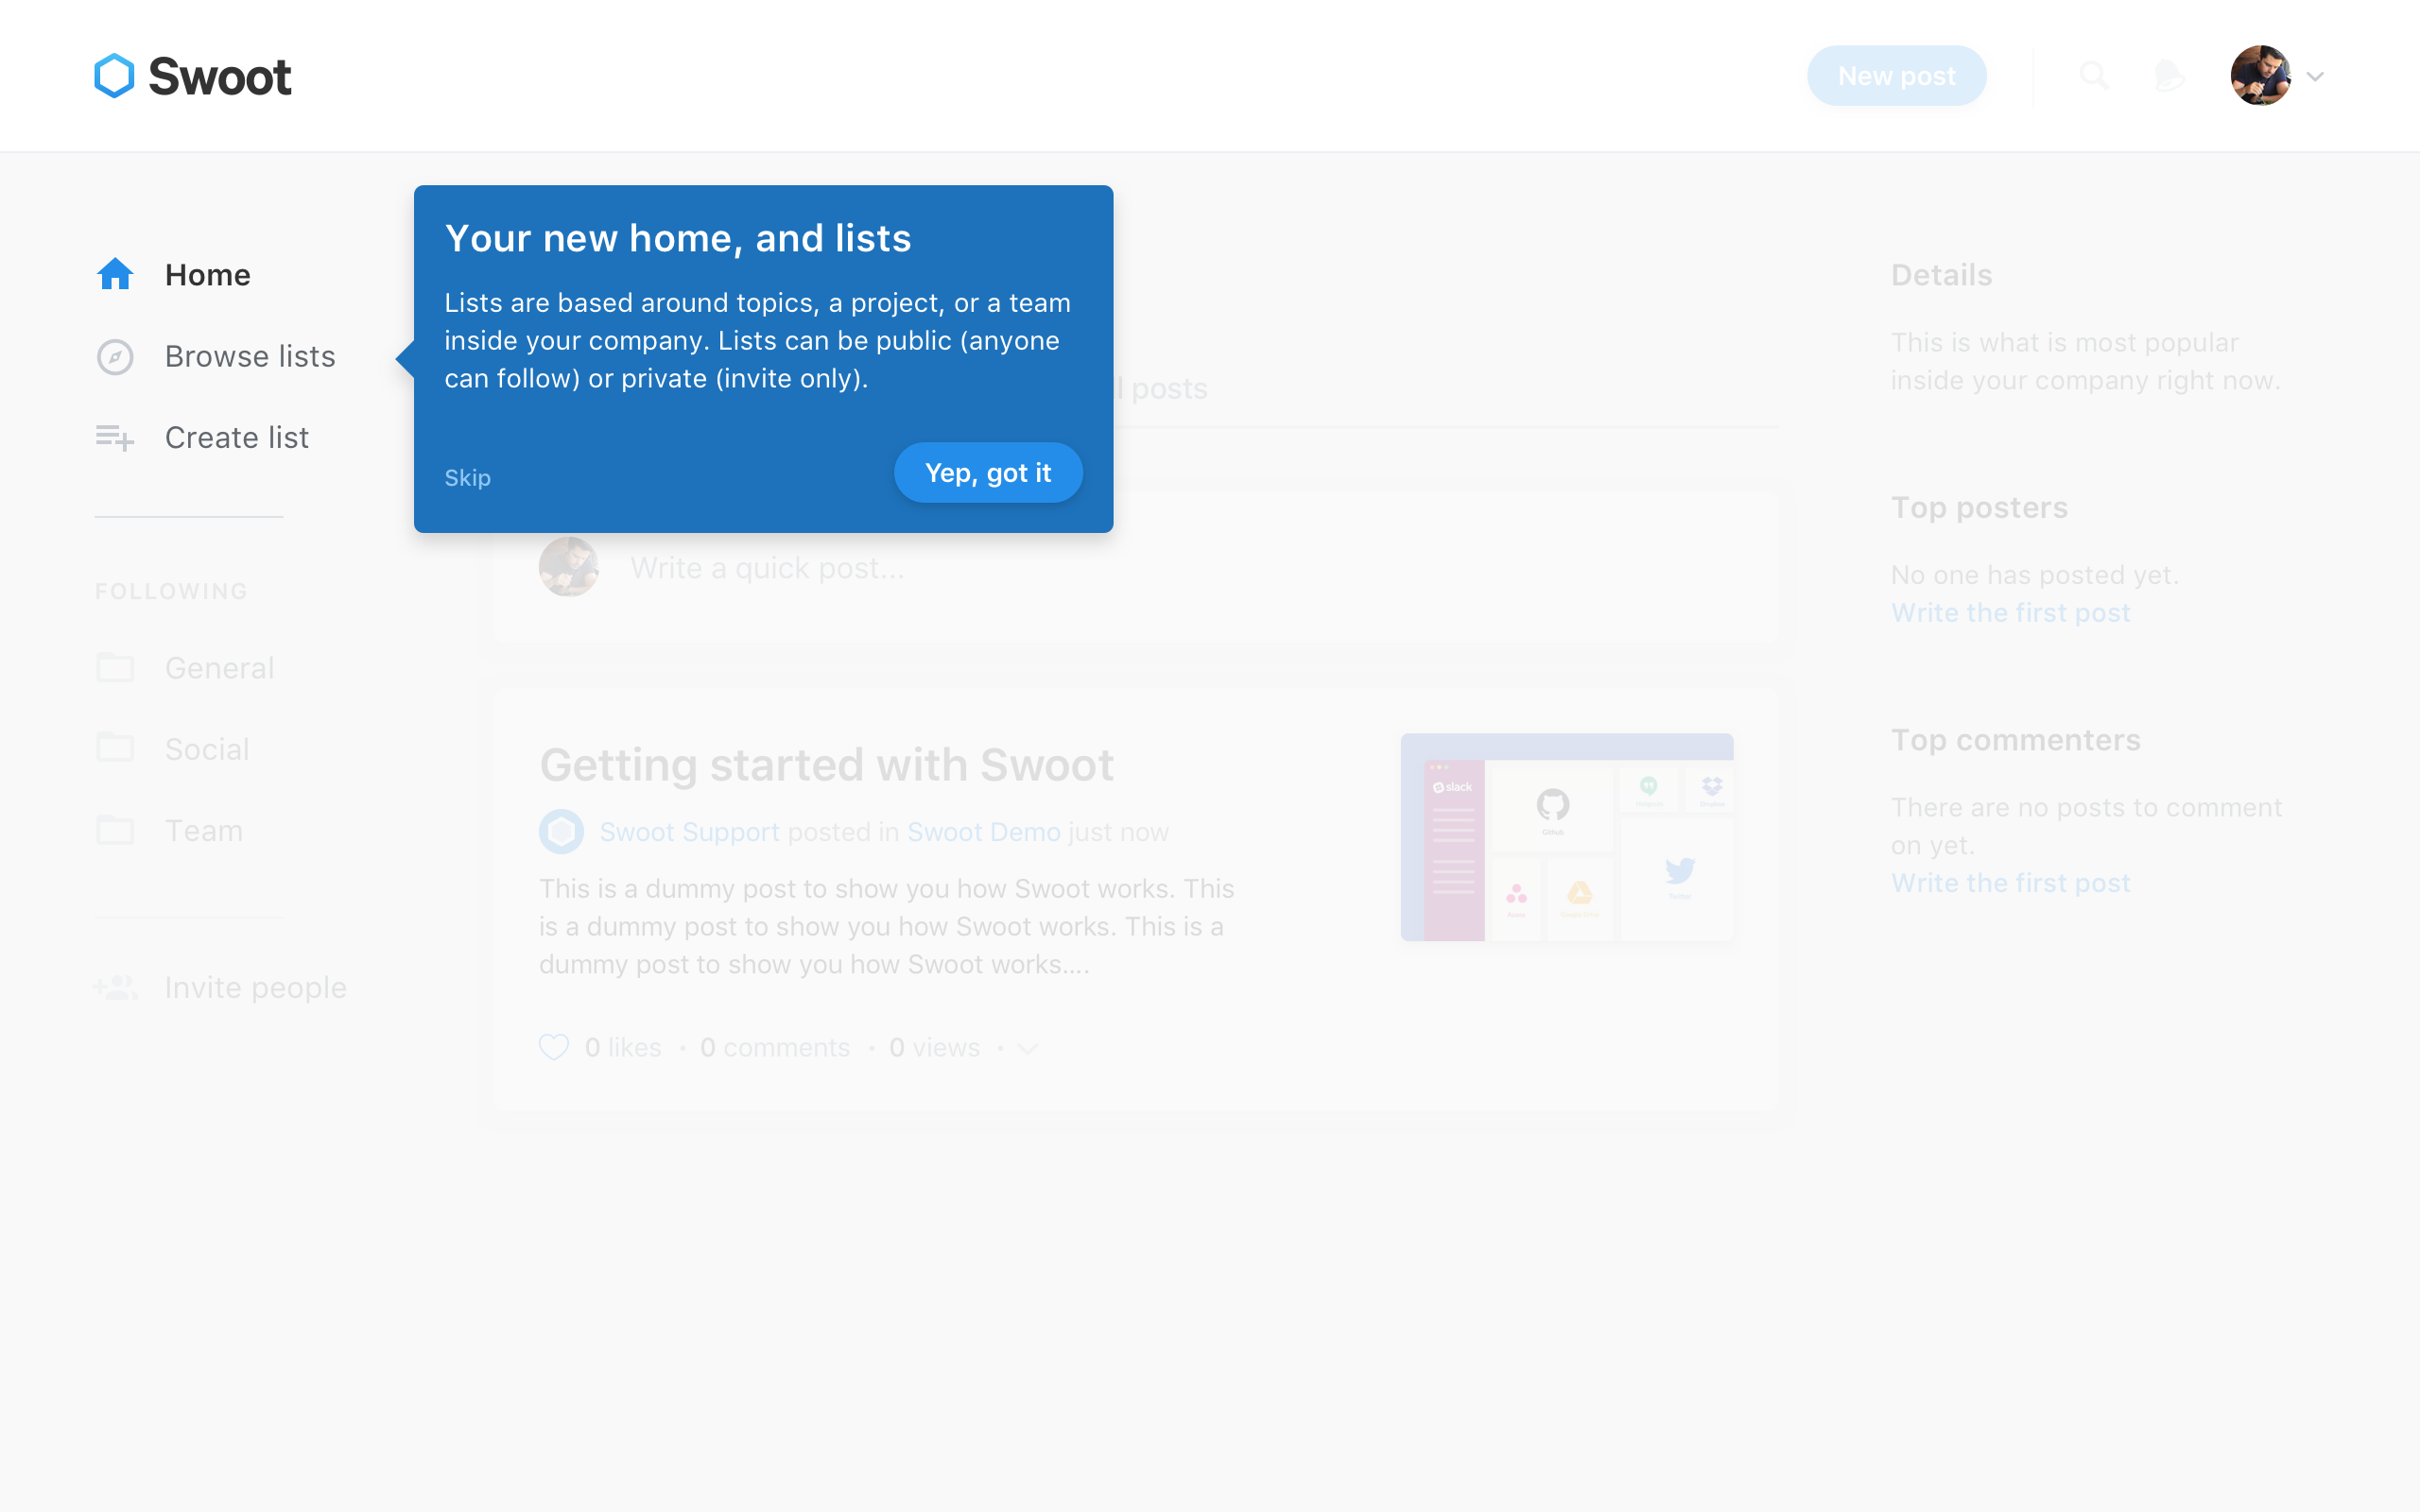 Swoot
New post
Home
Browse lists
Create list
FOLLOWING
General
Social
Team
Invite people
Your new home, and lists
Lists are based around topics, a project, or a team
inside your company. Lists can be public (anyone
can follow) or private (invite only).
Skip
Yep, got it
posts
Write a quick post...
Getting started with Swoot
Swoot Support posted in Swoot Demo just now
This is a dummy post to show you how Swoot works. This
is a dummy post to show you how Swoot works. This is a
dummy post to show you how Swoot works....
0 likes · 0 comments · 0 views ·
slack
Github
Hangouts
Dropbox
Asana
Google Drive
Twitter
Details
This is what is most popular
inside your company right now.
Top posters
No one has posted yet.
Write the first post
Top commenters
There are no posts to comment
on yet.
Write the first post